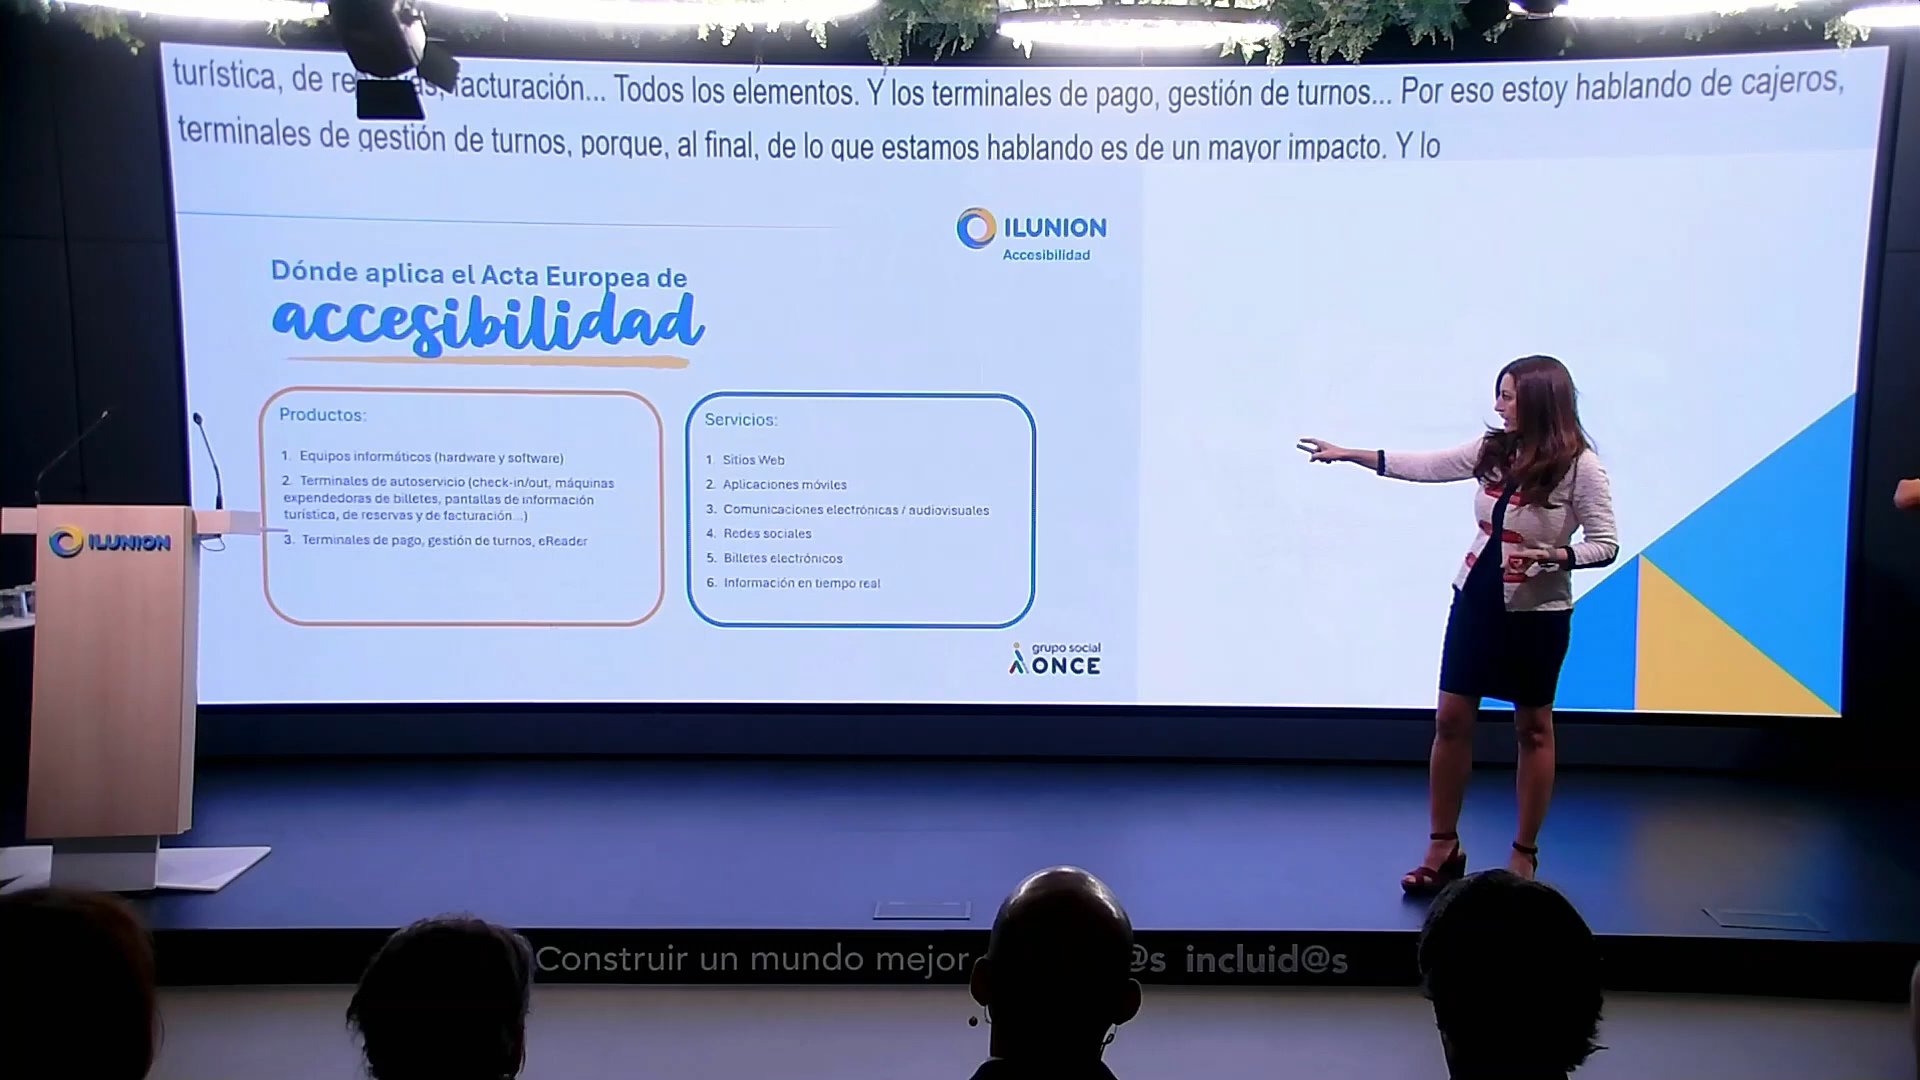 turística, de re as, facturación... Todos los elementos. Y los terminales de pago, gestión de turnos... Por eso estoy hablando de cajeros,
terminales de gestión de turnos, porque, al final, de lo que estamos hablando es de un mayor impacto. Y lo
ILUNION
Accesibilidad
Dónde aplica el Acta Europea de
accesibilidad
Productos:
1. Equipos informáticos (hardware y software)
2. Terminales de autoservicio (check-in/out, máquinas
expendedoras de billetes, pantallas de información
turística, de reservas y de facturación...)
3. Terminales de pago, gestión de turnos, eReader
Servicios:
1. Sitios Web
2. Aplicaciones móviles
3. Comunicaciones electrónicas / audiovisuales
4. Redes sociales
5. Billetes electrónicos
6. Información en tiempo real
grupo social
ONCE
ILUNION
Construir un mundo mejor @s incluid@s